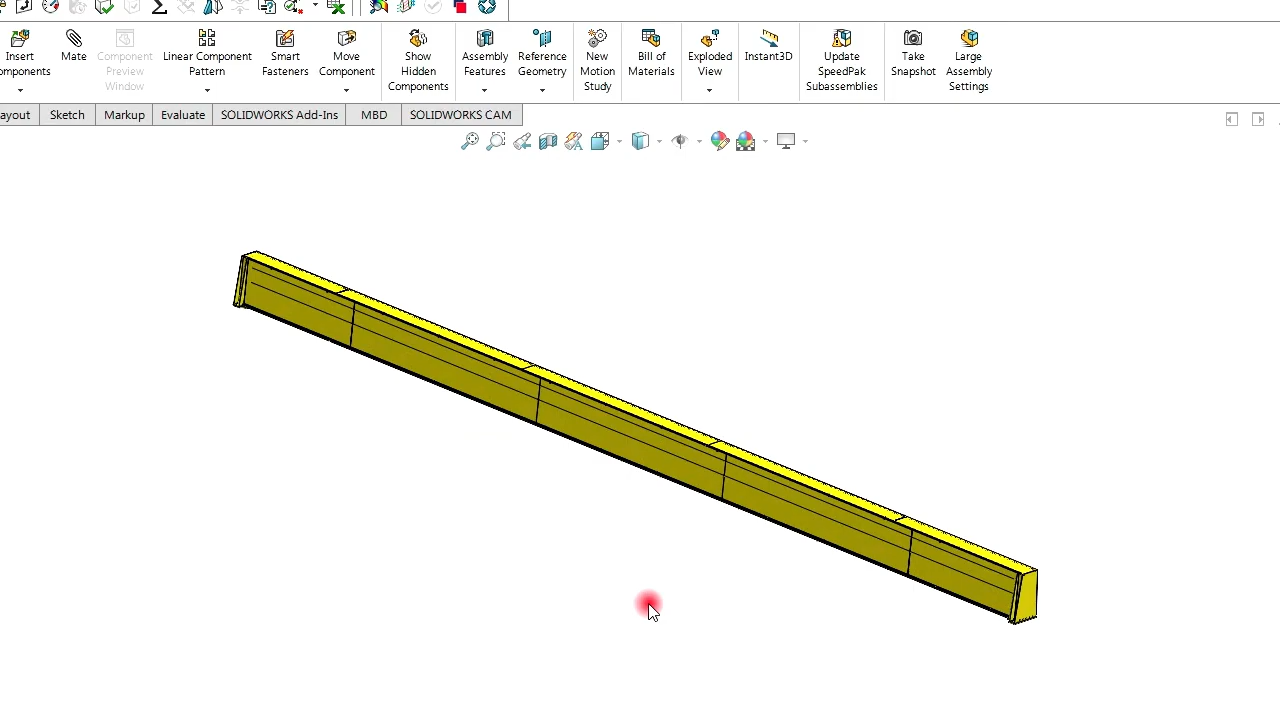 Insert
omponents
Mate
Component
Preview
Window
Linear Component
Pattern
Smart
Fasteners
Move
Component
Show
Hidden
Components
Assembly
Features
Reference
Geometry
New
Motion
Study
Bill of
Materials
Exploded
View
Instant3D
Update
SpeedPak
Subassemblies
Take
Snapshot
Large
Assembly
Settings
ayout
Sketch
Markup
Evaluate
SOLIDWORKS Add-Ins
MBD
SOLIDWORKS CAM